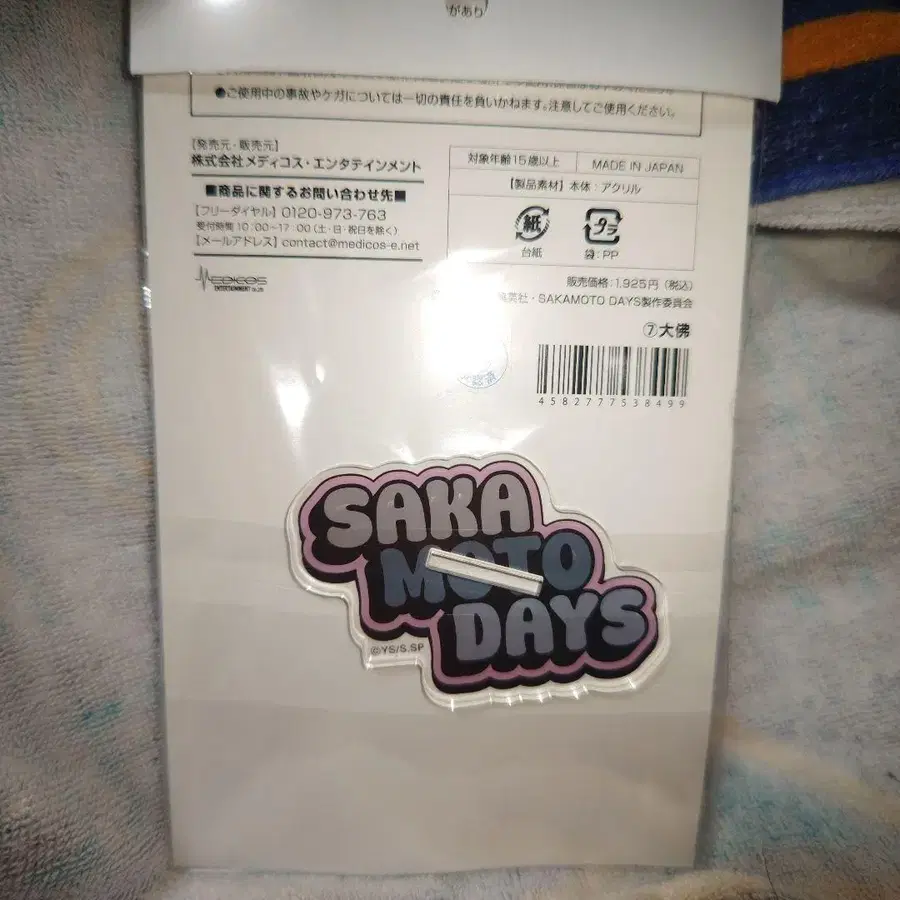 があり
●ご使用中の事故やケガについては一切の責任を負いかねます。注意してご使用ください。
【発売元・販売元】
株式会社メディコス・エンタテインメント
■商品に関するお問い合わせ先■
【フリーダイヤル】0120-973-763
受付時間 10:00~17:00 (土・日・祝日を除く)
【メールアドレス】contact@medicos-e.net
MEDICOS
ENTERTAINMENT co.,ltd
対象年齢15歳以上 MADE IN JAPAN
【製品素材】本体:アクリル
紙 プラ
台紙 袋:PP
販売価格:1,925円(税込)
英社・SAKAMOTO DAYS製作委員会
⑦大佛
4582777538499
SAKA
MOTO
DAYS
©YS/S,SP